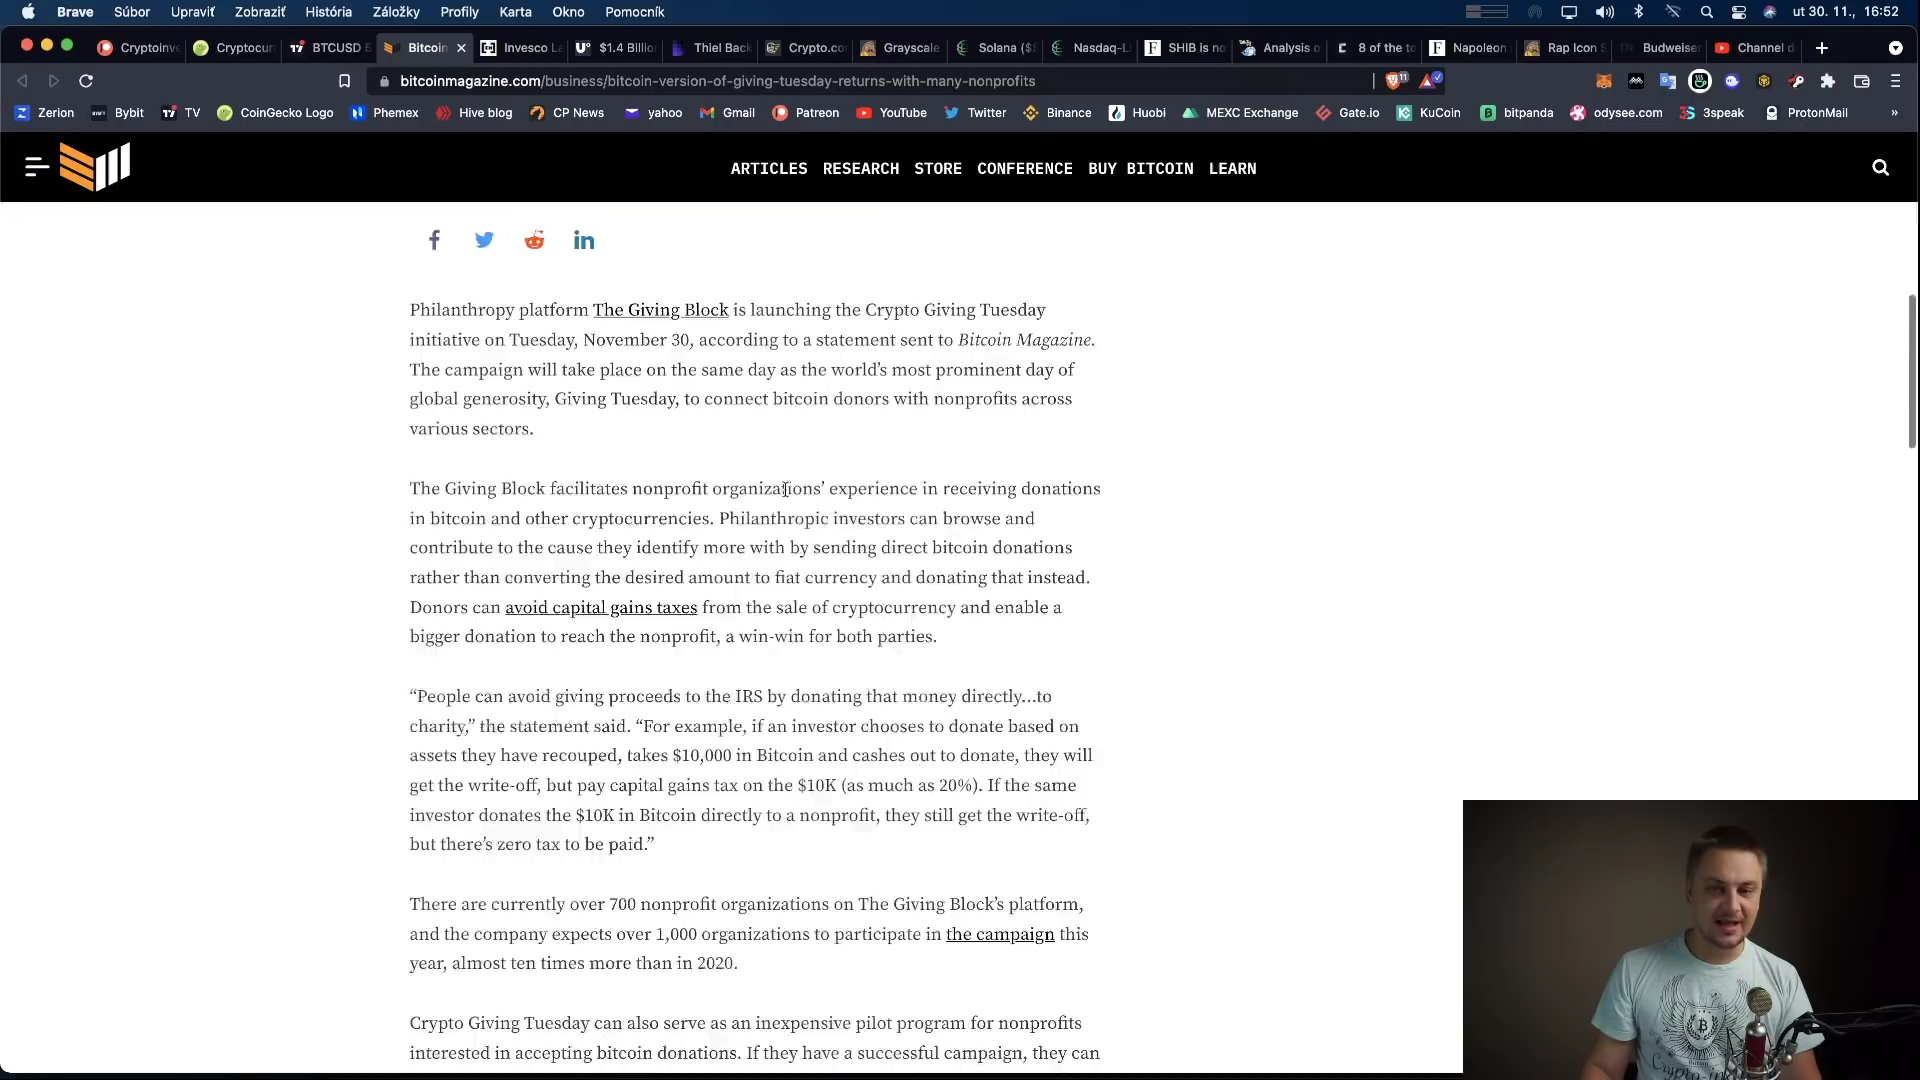 Brave Súbor Upraviť Zobraziť História Záložky Profily Karta Okno Pomocník ut 30. 11., 16:52
Cryptoinve Cryptocurr BTCUSD Bitcoin Invesco La $1.4 Billio Thiel Back Crypto.co Grayscale Solana ($S Nasdaq-Li SHIB is no Analysis o 8 of the to Napoleon Rap Icon S Budweiser Channel d
bitcoinmagazine.com/business/bitcoin-version-of-giving-tuesday-returns-with-many-nonprofits 11
Zerion Bybit TV CoinGecko Logo Phemex Hive blog CP News yahoo Gmail Patreon YouTube Twitter Binance Huobi MEXC Exchange Gate.io KuCoin bitpanda odysee.com 3speak ProtonMail »
ARTICLES RESEARCH STORE CONFERENCE BUY BITCOIN LEARN
Philanthropy platform The Giving Block is launching the Crypto Giving Tuesday
initiative on Tuesday, November 30, according to a statement sent to Bitcoin Magazine.
The campaign will take place on the same day as the world’s most prominent day of
global generosity, Giving Tuesday, to connect bitcoin donors with nonprofits across
various sectors.
The Giving Block facilitates nonprofit organizations’ experience in receiving donations
in bitcoin and other cryptocurrencies. Philanthropic investors can browse and
contribute to the cause they identify more with by sending direct bitcoin donations
rather than converting the desired amount to fiat currency and donating that instead.
Donors can avoid capital gains taxes from the sale of cryptocurrency and enable a
bigger donation to reach the nonprofit, a win-win for both parties.
“People can avoid giving proceeds to the IRS by donating that money directly…to
charity,” the statement said. “For example, if an investor chooses to donate based on
assets they have recouped, takes $10,000 in Bitcoin and cashes out to donate, they will
get the write-off, but pay capital gains tax on the $10K (as much as 20%). If the same
investor donates the $10K in Bitcoin directly to a nonprofit, they still get the write-off,
but there’s zero tax to be paid.”
There are currently over 700 nonprofit organizations on The Giving Block’s platform,
and the company expects over 1,000 organizations to participate in the campaign this
year, almost ten times more than in 2020.
Crypto Giving Tuesday can also serve as an inexpensive pilot program for nonprofits
interested in accepting bitcoin donations. If they have a successful campaign, they can